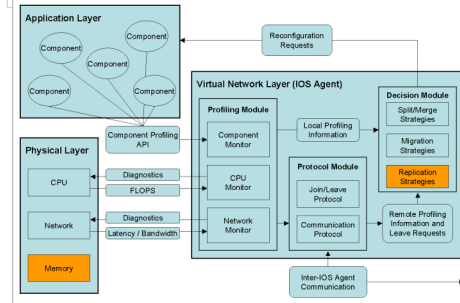 Application Layer
Component
Component
Component
Component
Component
Reconfiguration
Requests
Virtual Network Layer (IOS Agent)
Decision Module
Split/Merge
Strategies
Migration
Strategies
Replication
Strategies
Profiling Module
Component
Monitor
CPU
Monitor
Network
Monitor
Local Profiling
Information
Component Profiling
API
Protocol Module
Join/Leave
Protocol
Communication
Protocol
Physical Layer
CPU
Network
Memory
Diagnostics
FLOPS
Diagnostics
Latency / Bandwidth
Remote Profiling
Information and
Leave Requests
Inter-IOS Agent
Communication